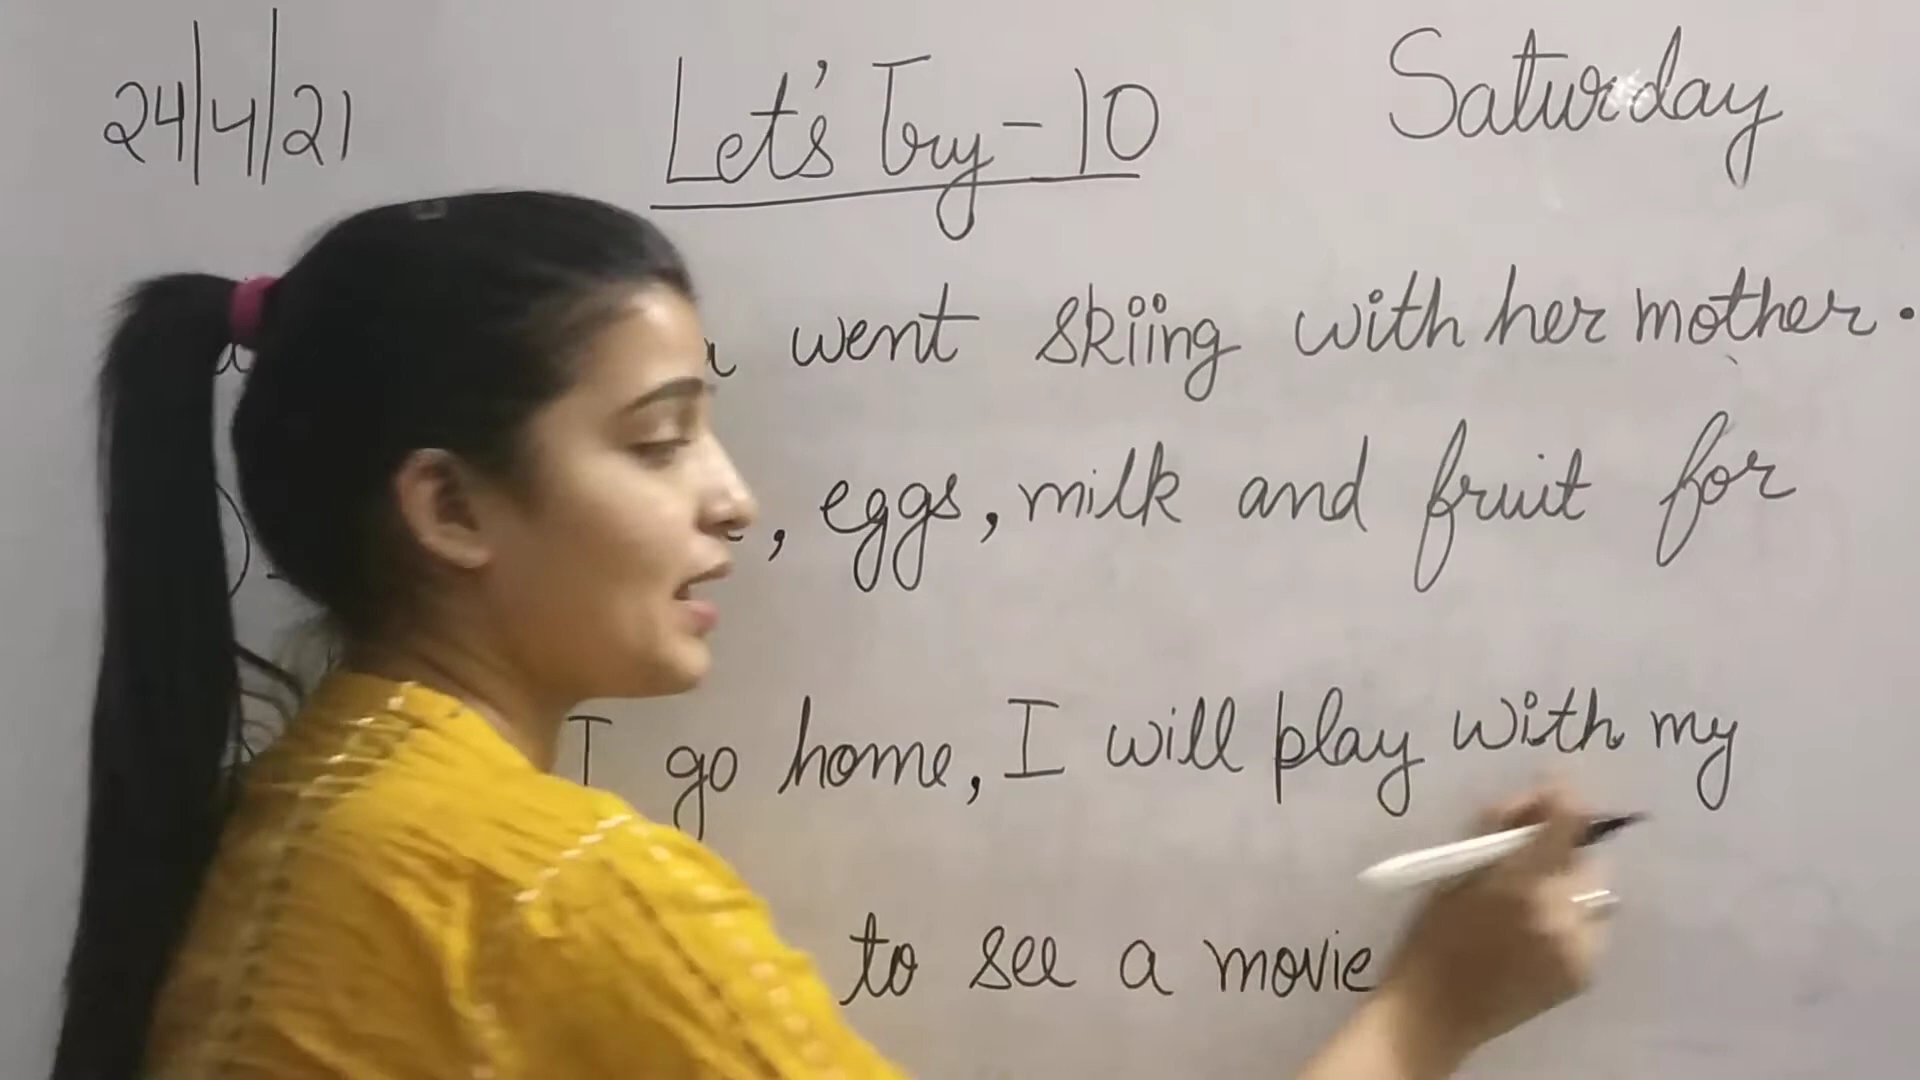 24/4/21 Let's Try-10 Saturday
went skiing with her mother.
, eggs, milk and fruit for
I go home, I will play with my
to see a movie